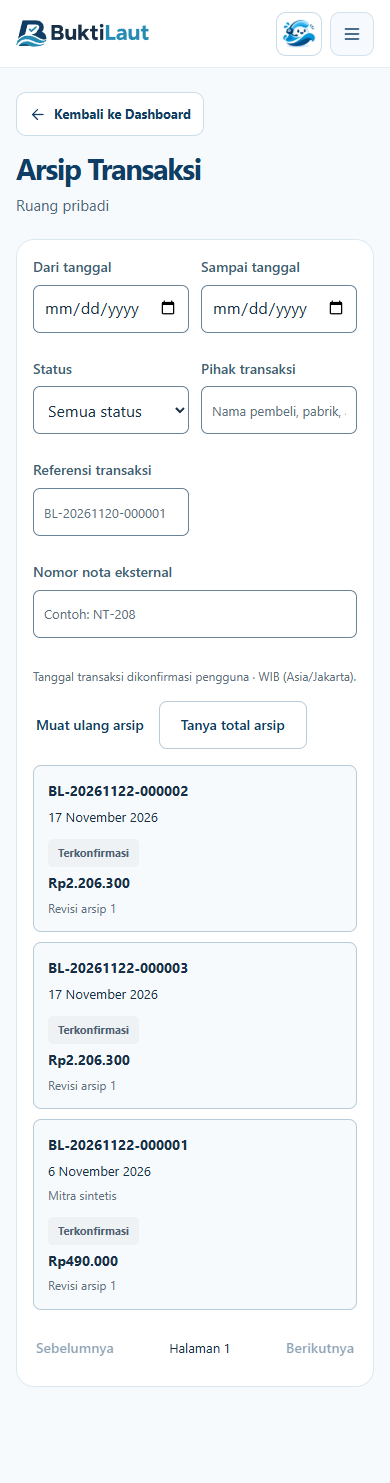 BuktiLaut
Kembali ke Dashboard
Arsip Transaksi
Ruang pribadi
Dari tanggal
Sampai tanggal
mm/dd/yyyy
mm/dd/yyyy
Status
Pihak transaksi
Semua status
Nama pembeli, pabrik,
Referensi transaksi
BL-20261120-000001
Nomor nota eksternal
Contoh: NT-208
Tanggal transaksi dikonfirmasi pengguna · WIB (Asia/Jakarta).
Muat ulang arsip
Tanya total arsip
BL-20261122-000002
17 November 2026
Terkonfirmasi
Rp2.206.300
Revisi arsip 1
BL-20261122-000003
17 November 2026
Terkonfirmasi
Rp2.206.300
Revisi arsip 1
BL-20261122-000001
6 November 2026
Mitra sintetis
Terkonfirmasi
Rp490.000
Revisi arsip 1
Sebelumnya
Halaman 1
Berikutnya